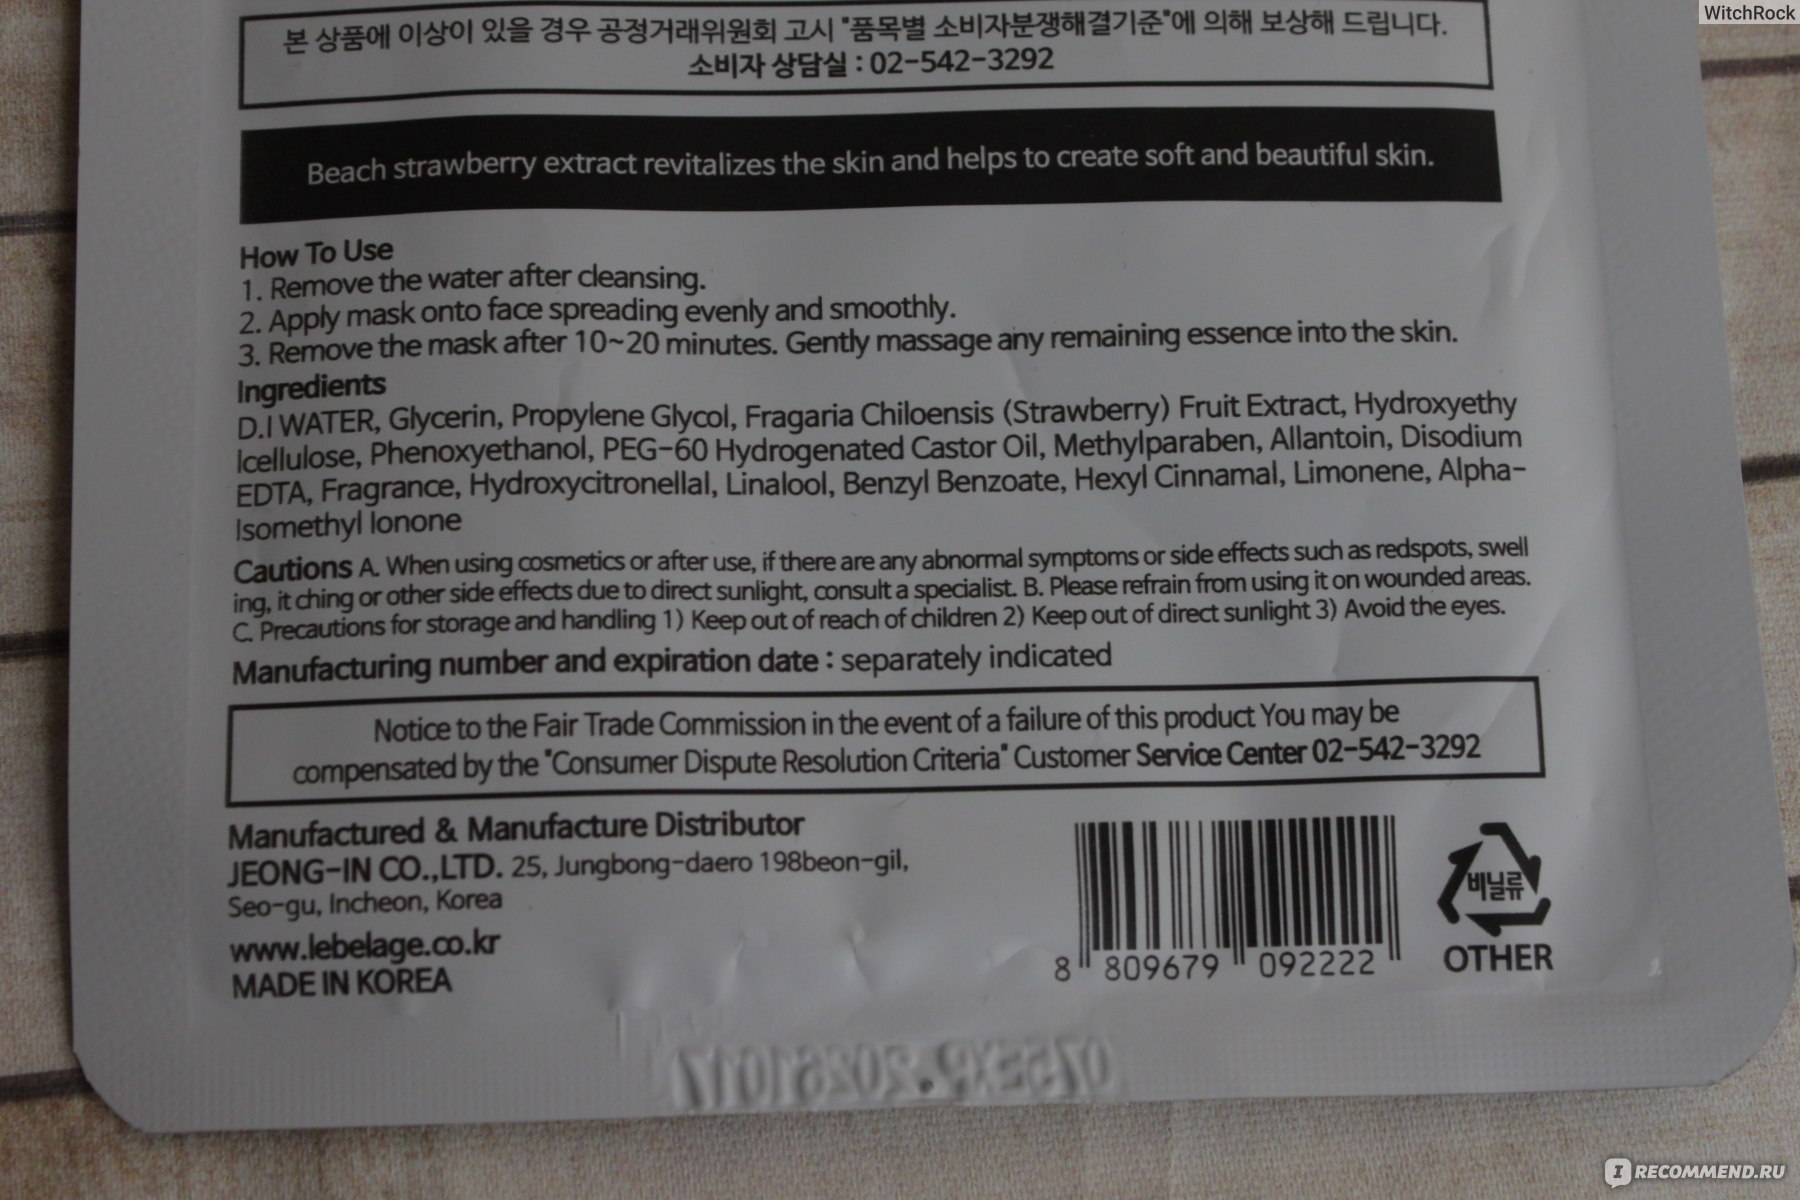 WitchRock
본 상품에 이상이 있을 경우 공정거래위원회 고시 "품목별 소비자분쟁해결기준"에 의해 보상해 드립니다.
소비자 상담실 : 02-542-3292
Beach strawberry extract revitalizes the skin and helps to create soft and beautiful skin.
How To Use
1. Remove the water after cleansing.
2. Apply mask onto face spreading evenly and smoothly.
3. Remove the mask after 10~20 minutes. Gently massage any remaining essence into the skin.
Ingredients
D.I WATER, Glycerin, Propylene Glycol, Fragaria Chiloensis (Strawberry) Fruit Extract, Hydroxyethy
lcellulose, Phenoxyethanol, PEG-60 Hydrogenated Castor Oil, Methylparaben, Allantoin, Disodium
EDTA, Fragrance, Hydroxycitronellal, Linalool, Benzyl Benzoate, Hexyl Cinnamal, Limonene, Alpha-
Isomethyl Ionone
Cautions A. When using cosmetics or after use, if there are any abnormal symptoms or side effects such as redspots, swell
ing, it ching or other side effects due to direct sunlight, consult a specialist. B. Please refrain from using it on wounded areas.
C. Precautions for storage and handling 1) Keep out of reach of children 2) Keep out of direct sunlight 3) Avoid the eyes.
Manufacturing number and expiration date : separately indicated
Notice to the Fair Trade Commission in the event of a failure of this product You may be
compensated by the "Consumer Dispute Resolution Criteria" Customer Service Center 02-542-3292
Manufactured & Manufacture Distributor
JEONG-IN CO.,LTD. 25, Jungbong-daero 198beon-gil,
Seo-gu, Incheon, Korea
www.lebelage.co.kr
MADE IN KOREA
8 809679 092222
비닐류
OTHER
IRECOMMEND.RU